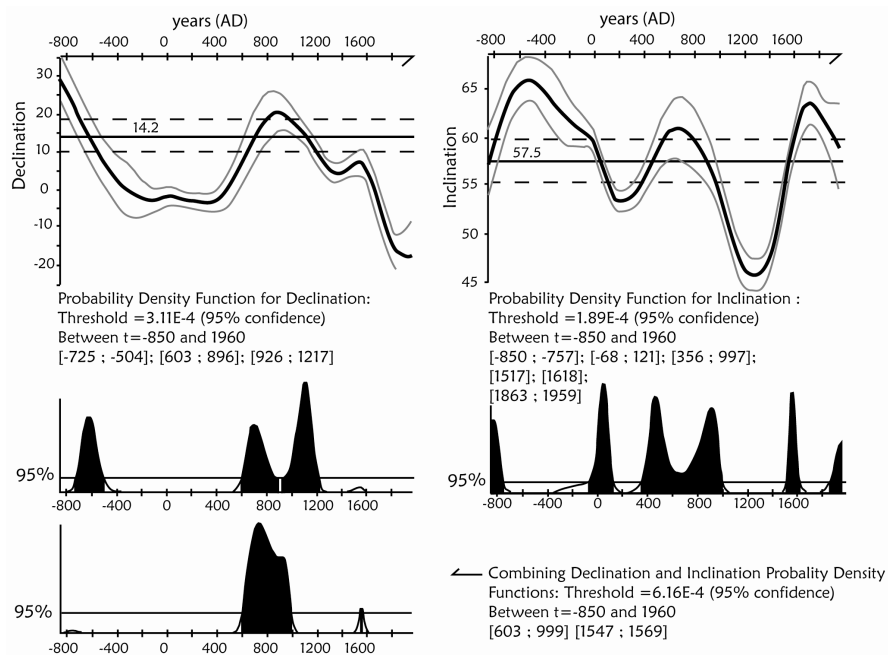 years (AD)
-800 -400 0 400 800 1200 1600
30
20
10
0
-10
-20
Declination
14.2
years (AD)
-800 -400 0 400 800 1200 1600
65
60
55
50
45
Inclination
57.5
Probability Density Function for Declination:
Threshold =3.11E-4 (95% confidence)
Between t=-850 and 1960
[-725 ; -504]; [603 ; 896]; [926 ; 1217]
Probability Density Function for Inclination :
Threshold =1.89E-4 (95% confidence)
Between t=-850 and 1960
[-850 ; -757]; [-68 ; 121]; [356 ; 997];
[1517]; [1618];
[1863 ; 1959]
95%
-800 -400 0 400 800 1200 1600
95%
-800 -400 0 400 800 1200 1600
95%
-800 -400 0 400 800 1200 1600
Combining Declination and Inclination Probality Density
Functions: Threshold =6.16E-4 (95% confidence)
Between t=-850 and 1960
[603 ; 999] [1547 ; 1569]